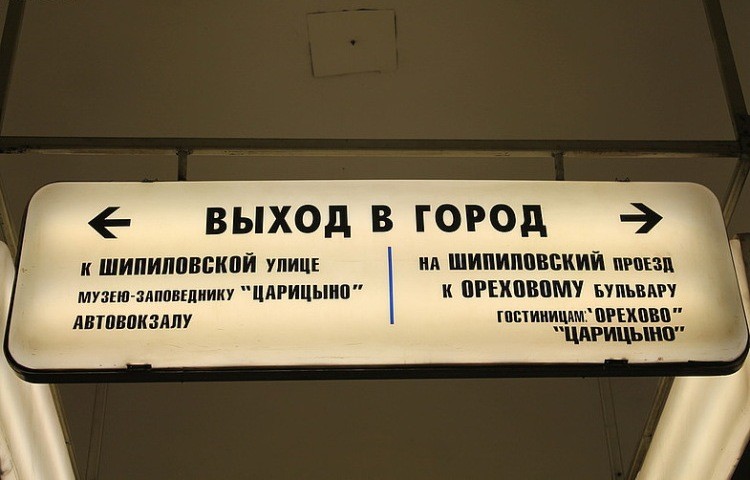 ← ВЫХОД В ГОРОД →
К ШИПИЛОВСКОЙ УЛИЦЕ
МУЗЕЮ-ЗАПОВЕДНИКУ "ЦАРИЦЫНО"
АВТОВОКЗАЛУ
НА ШИПИЛОВСКИЙ ПРОЕЗД
К ОРЕХОВОМУ БУЛЬВАРУ
ГОСТИНИЦАМ: "ОРЕХОВО"
"ЦАРИЦЫНО"